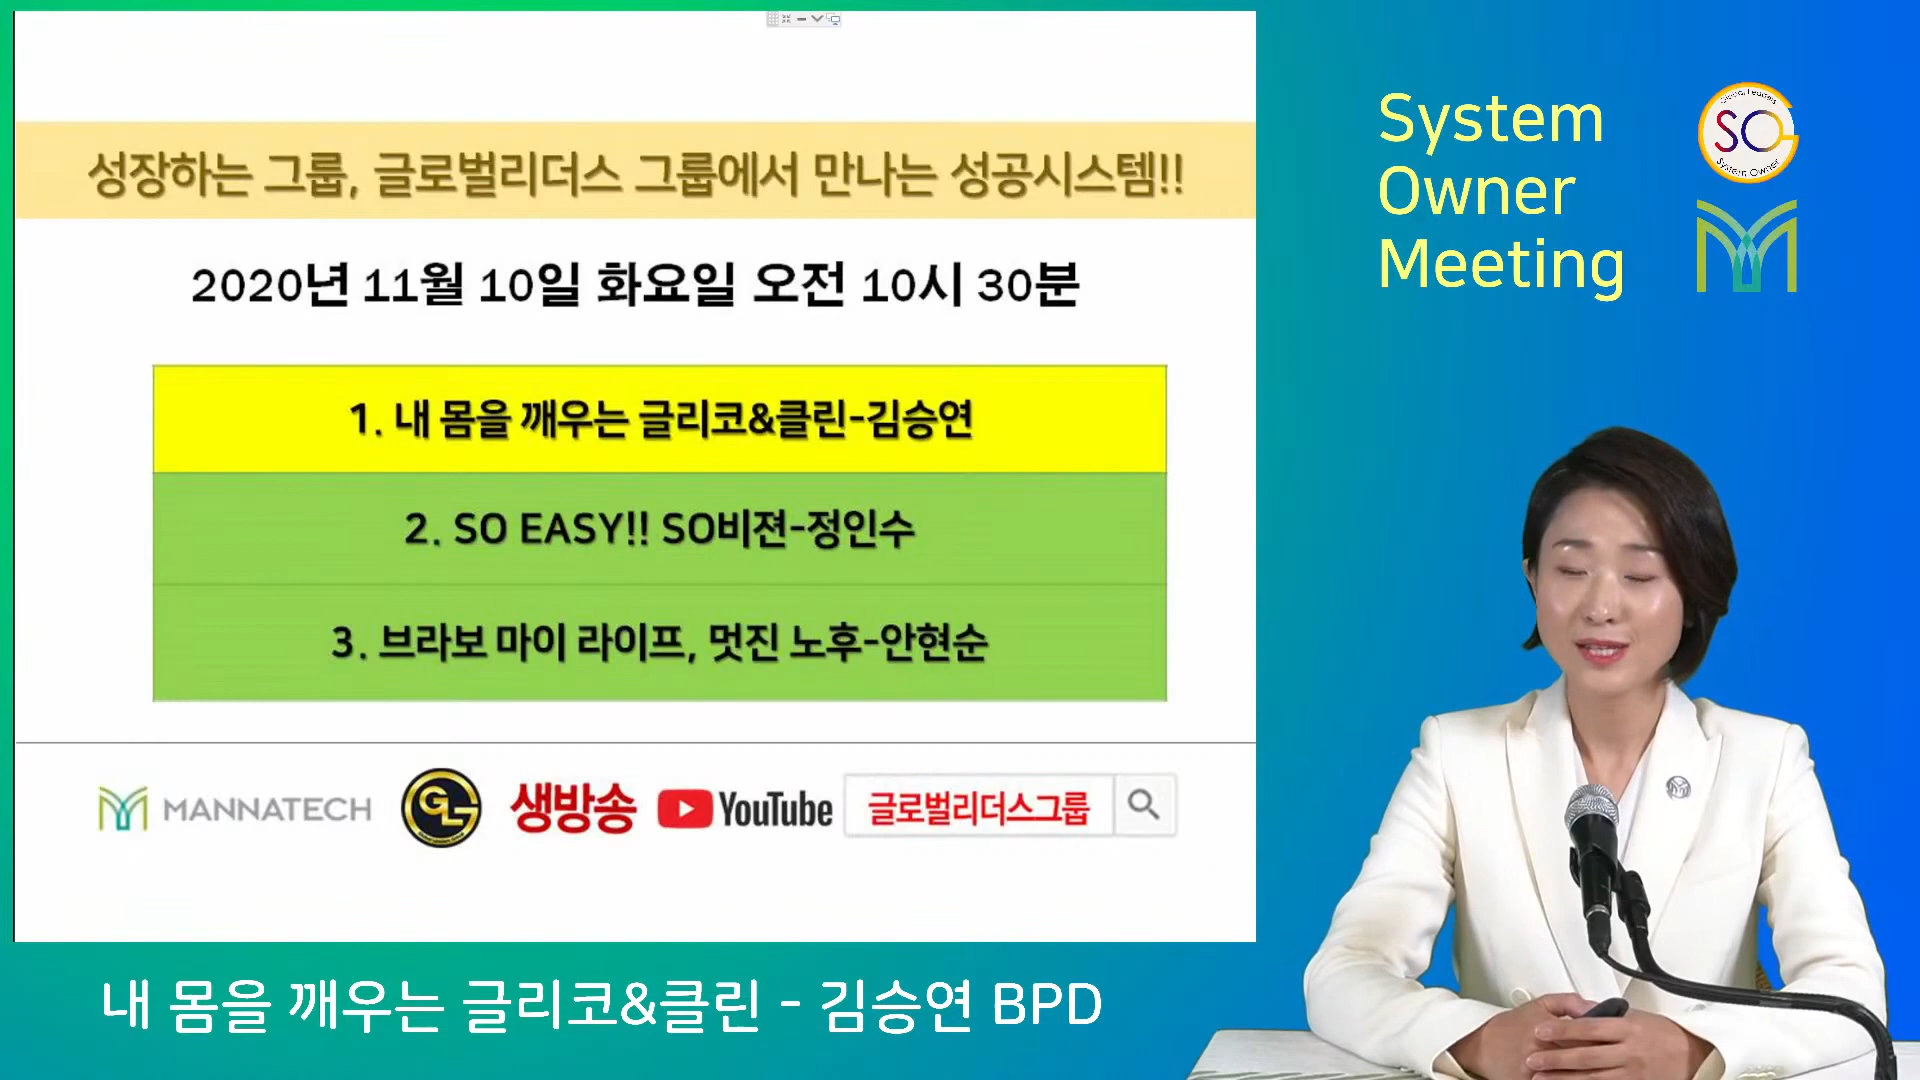 성장하는 그룹, 글로벌리더스 그룹에서 만나는 성공시스템!!
2020년 11월 10일 화요일 오전 10시 30분
1. 내 몸을 깨우는 글리코&클린-김승연
2. SO EASY!! SO비젼-정인수
3. 브라보 마이 라이프, 멋진 노후-안현순
MANNATECH
GLG
생방송
YouTube
글로벌리더스그룹
System
Owner
Meeting
Global Leaders
SO
System Owner
내 몸을 깨우는 글리코&클린 - 김승연 BPD